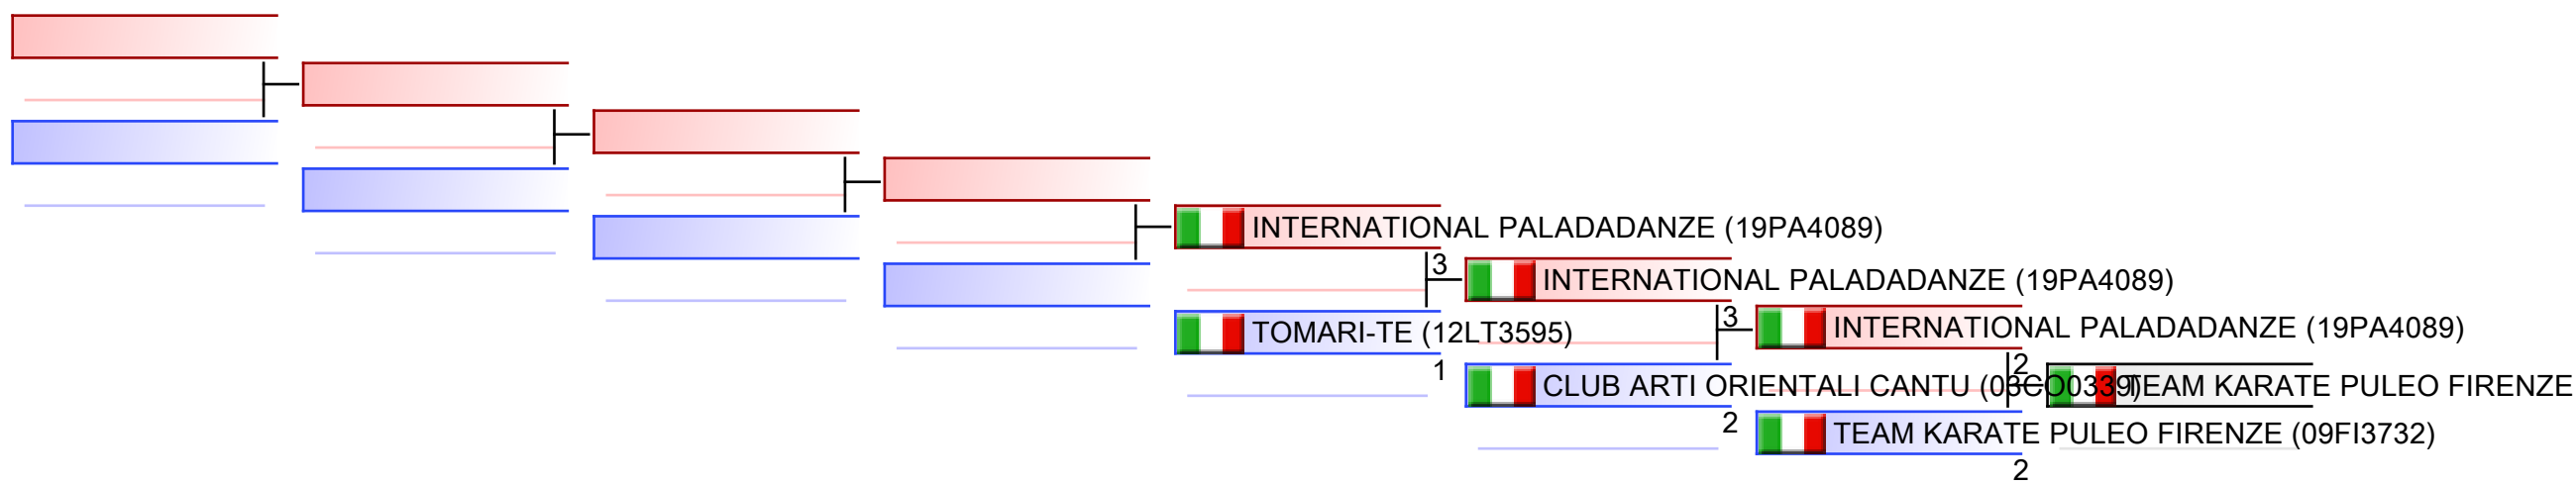 INTERNATIONAL PALADADANZE (19PA4089)
3
INTERNATIONAL PALADADANZE (19PA4089)
TOMARI-TE (12LT3595)
1
3
INTERNATIONAL PALADADANZE (19PA4089)
CLUB ARTI ORIENTALI CANTU (03CO0339)
2
2
TEAM KARATE PULEO FIRENZE
TEAM KARATE PULEO FIRENZE (09FI3732)
2